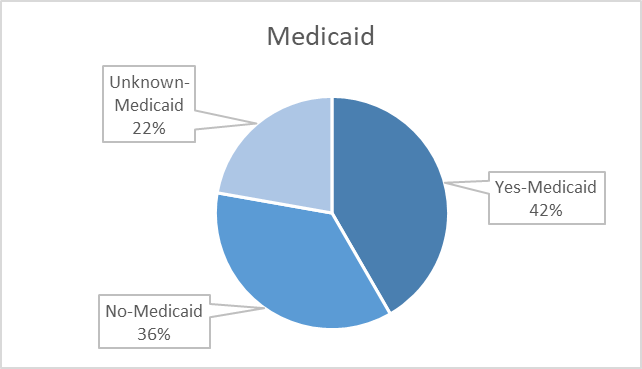 Medicaid
Unknown-
Medicaid
22%
Yes-Medicaid
42%
No-Medicaid
36%